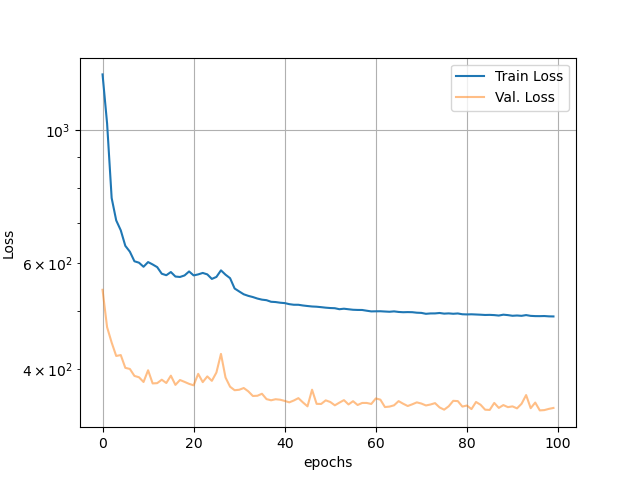 Train Loss
Val. Loss
10³
6 × 10²
4 × 10²
Loss
0 20 40 60 80 100
epochs